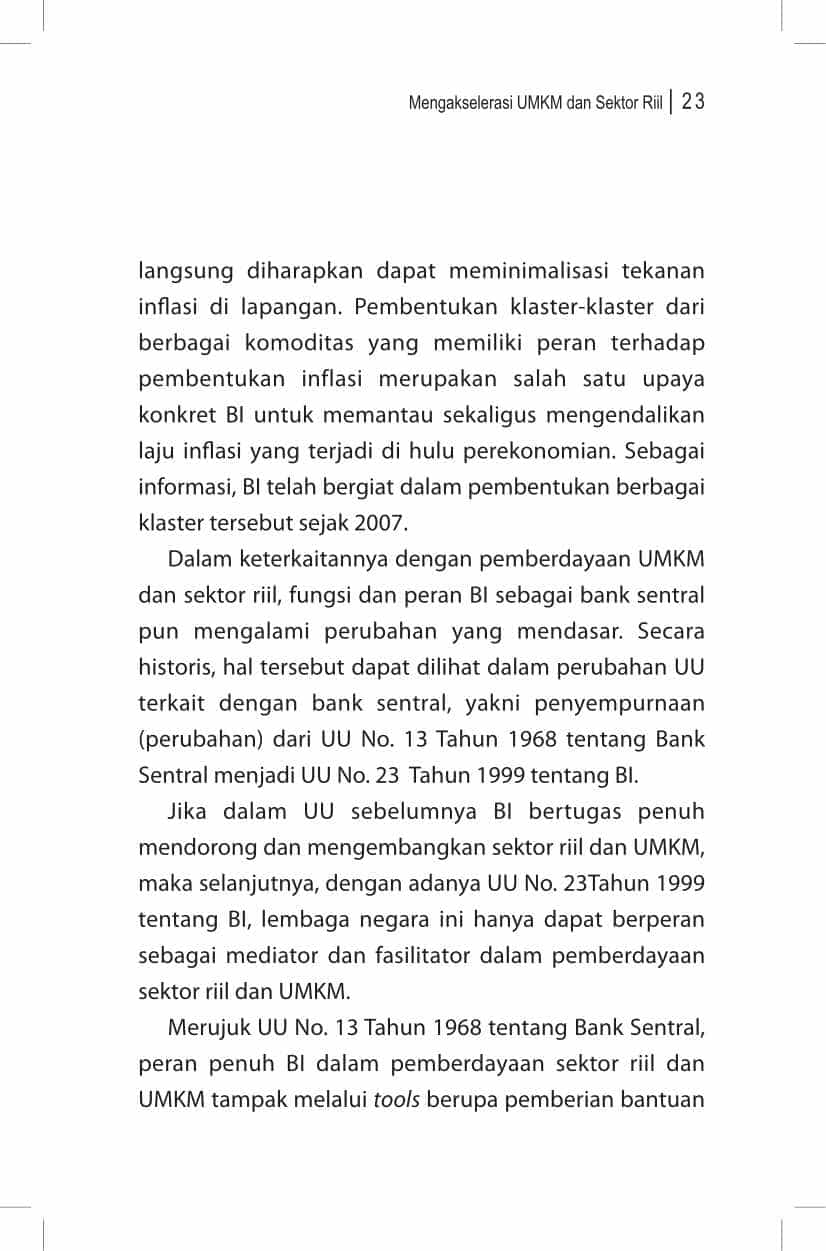 Mengakselerasi UMKM dan Sektor Riil | 23
langsung diharapkan dapat meminimalisasi tekanan
inflasi di lapangan. Pembentukan klaster-klaster dari
berbagai komoditas yang memiliki peran terhadap
pembentukan inflasi merupakan salah satu upaya
konkret BI untuk memantau sekaligus mengendalikan
laju inflasi yang terjadi di hulu perekonomian. Sebagai
informasi, BI telah bergiat dalam pembentukan berbagai
klaster tersebut sejak 2007.
Dalam keterkaitannya dengan pemberdayaan UMKM
dan sektor riil, fungsi dan peran BI sebagai bank sentral
pun mengalami perubahan yang mendasar. Secara
historis, hal tersebut dapat dilihat dalam perubahan UU
terkait dengan bank sentral, yakni penyempurnaan
(perubahan) dari UU No. 13 Tahun 1968 tentang Bank
Sentral menjadi UU No. 23  Tahun 1999 tentang BI.
Jika dalam UU sebelumnya BI bertugas penuh
mendorong dan mengembangkan sektor riil dan UMKM,
maka selanjutnya, dengan adanya UU No. 23Tahun 1999
tentang BI, lembaga negara ini hanya dapat berperan
sebagai mediator dan fasilitator dalam pemberdayaan
sektor riil dan UMKM.
Merujuk UU No. 13 Tahun 1968 tentang Bank Sentral,
peran penuh BI dalam pemberdayaan sektor riil dan
UMKM tampak melalui tools berupa pemberian bantuan